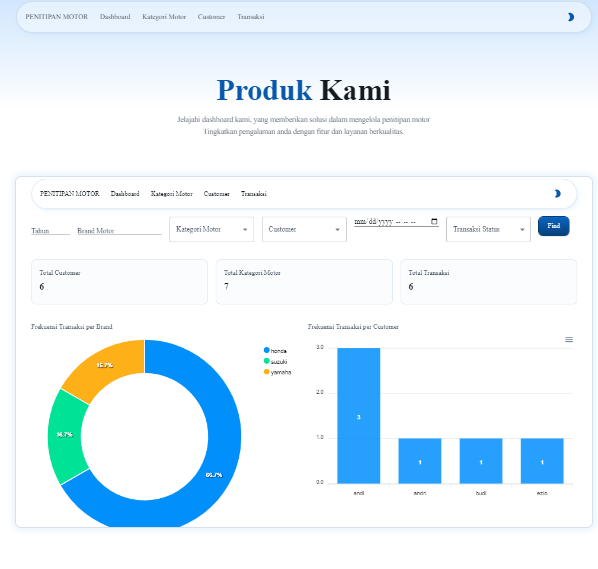 PENITIPAN MOTOR Dashboard Kategori Motor Customer Transaksi
Produk Kami
Jelajahi dashboard kami, yang memberikan solusi dalam mengelola penitipan motor
Tingkatkan pengalaman anda dengan fitur dan layanan berkualitas.
PENITIPAN MOTOR Dashboard Kategori Motor Customer Transaksi
Tahun Brand Motor Kategori Motor Customer mm/dd/yyyy --:-- -- Transaksi Status Find
Total Customer
6
Total Kategori Motor
7
Total Transaksi
6
Frekuensi Transaksi per Brand
honda
suzuki
yamaha
16.7%
16.7%
66.7%
Frekuensi Transaksi per Customer
3.0
2.0
1.0
0.0
3
1
1
1
andi
andri
budi
ezio